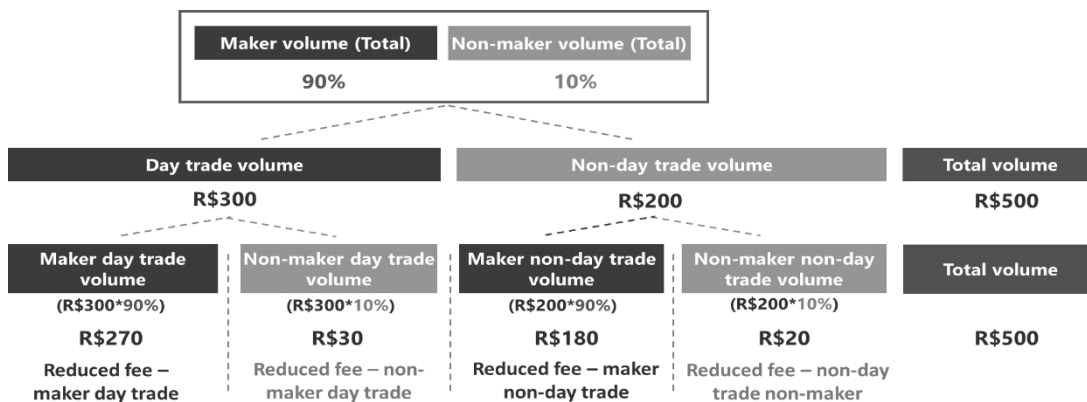 Maker volume (Total) Non-maker volume (Total)
90% 10%
Day trade volume Non-day trade volume Total volume
R$300 R$200 R$500
Maker day trade volume Non-maker day trade volume Maker non-day trade volume Non-maker non-day trade volume Total volume
(R$300*90%) (R$300*10%) (R$200*90%) (R$200*10%)
R$270 R$30 R$180 R$20 R$500
Reduced fee – maker day trade Reduced fee – non-maker day trade Reduced fee – maker non-day trade Reduced fee – non-day trade non-maker